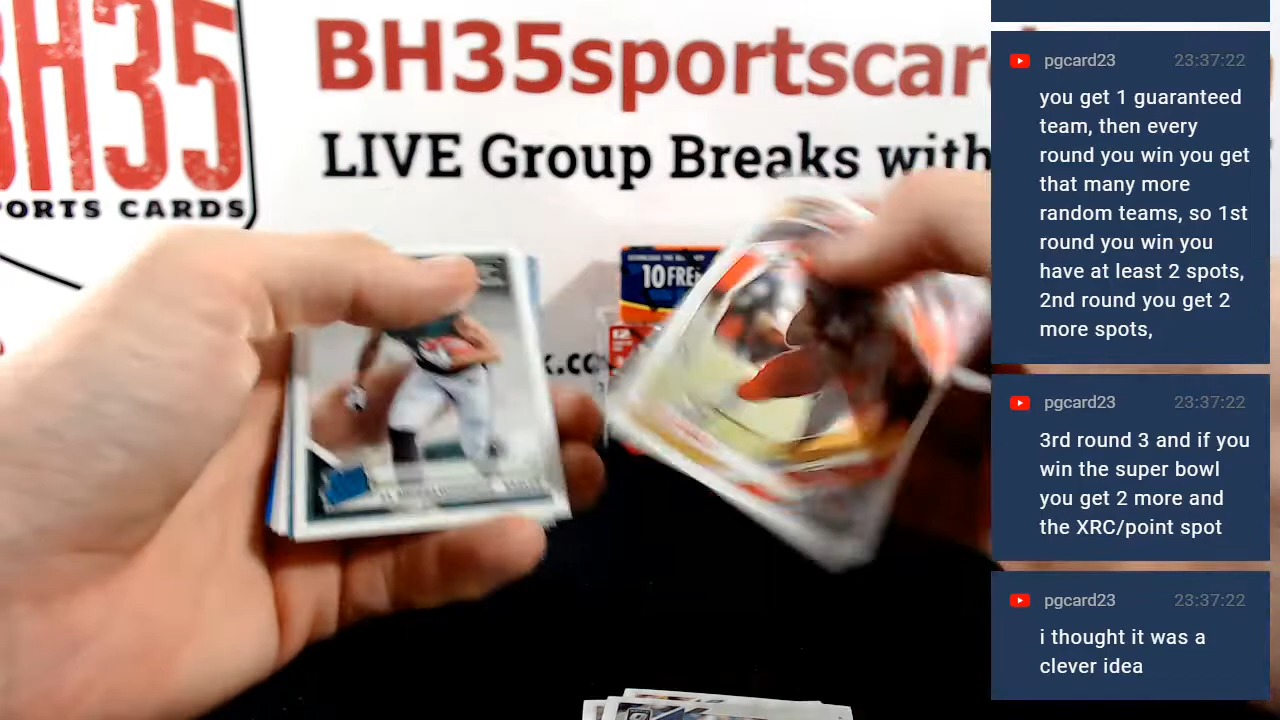 BH35
PORTS CARDS
BH35sportscar
LIVE Group Breaks with
10 FRE
k.co
pgcard23 23:37:22
you get 1 guaranteed
team, then every
round you win you get
that many more
random teams, so 1st
round you win you
have at least 2 spots,
2nd round you get 2
more spots,
pgcard23 23:37:22
3rd round 3 and if you
win the super bowl
you get 2 more and
the XRC/point spot
pgcard23 23:37:22
i thought it was a
clever idea